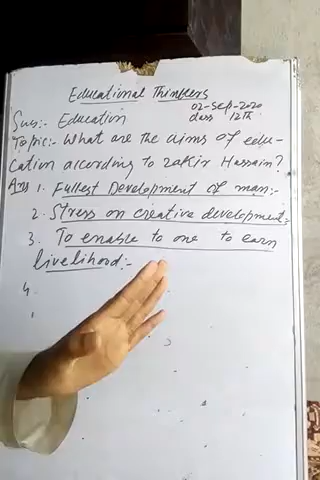 Educational Thinkers
02-Sep-2020
Sub:- Education class 12th
Topic:- What are the aims of edu-
cation according to Zakir Hussain?
Ans 1. Fullest Development of man:-
2. Stress on creative development:-
3. To enable to one to earn
livelihood:-
4.